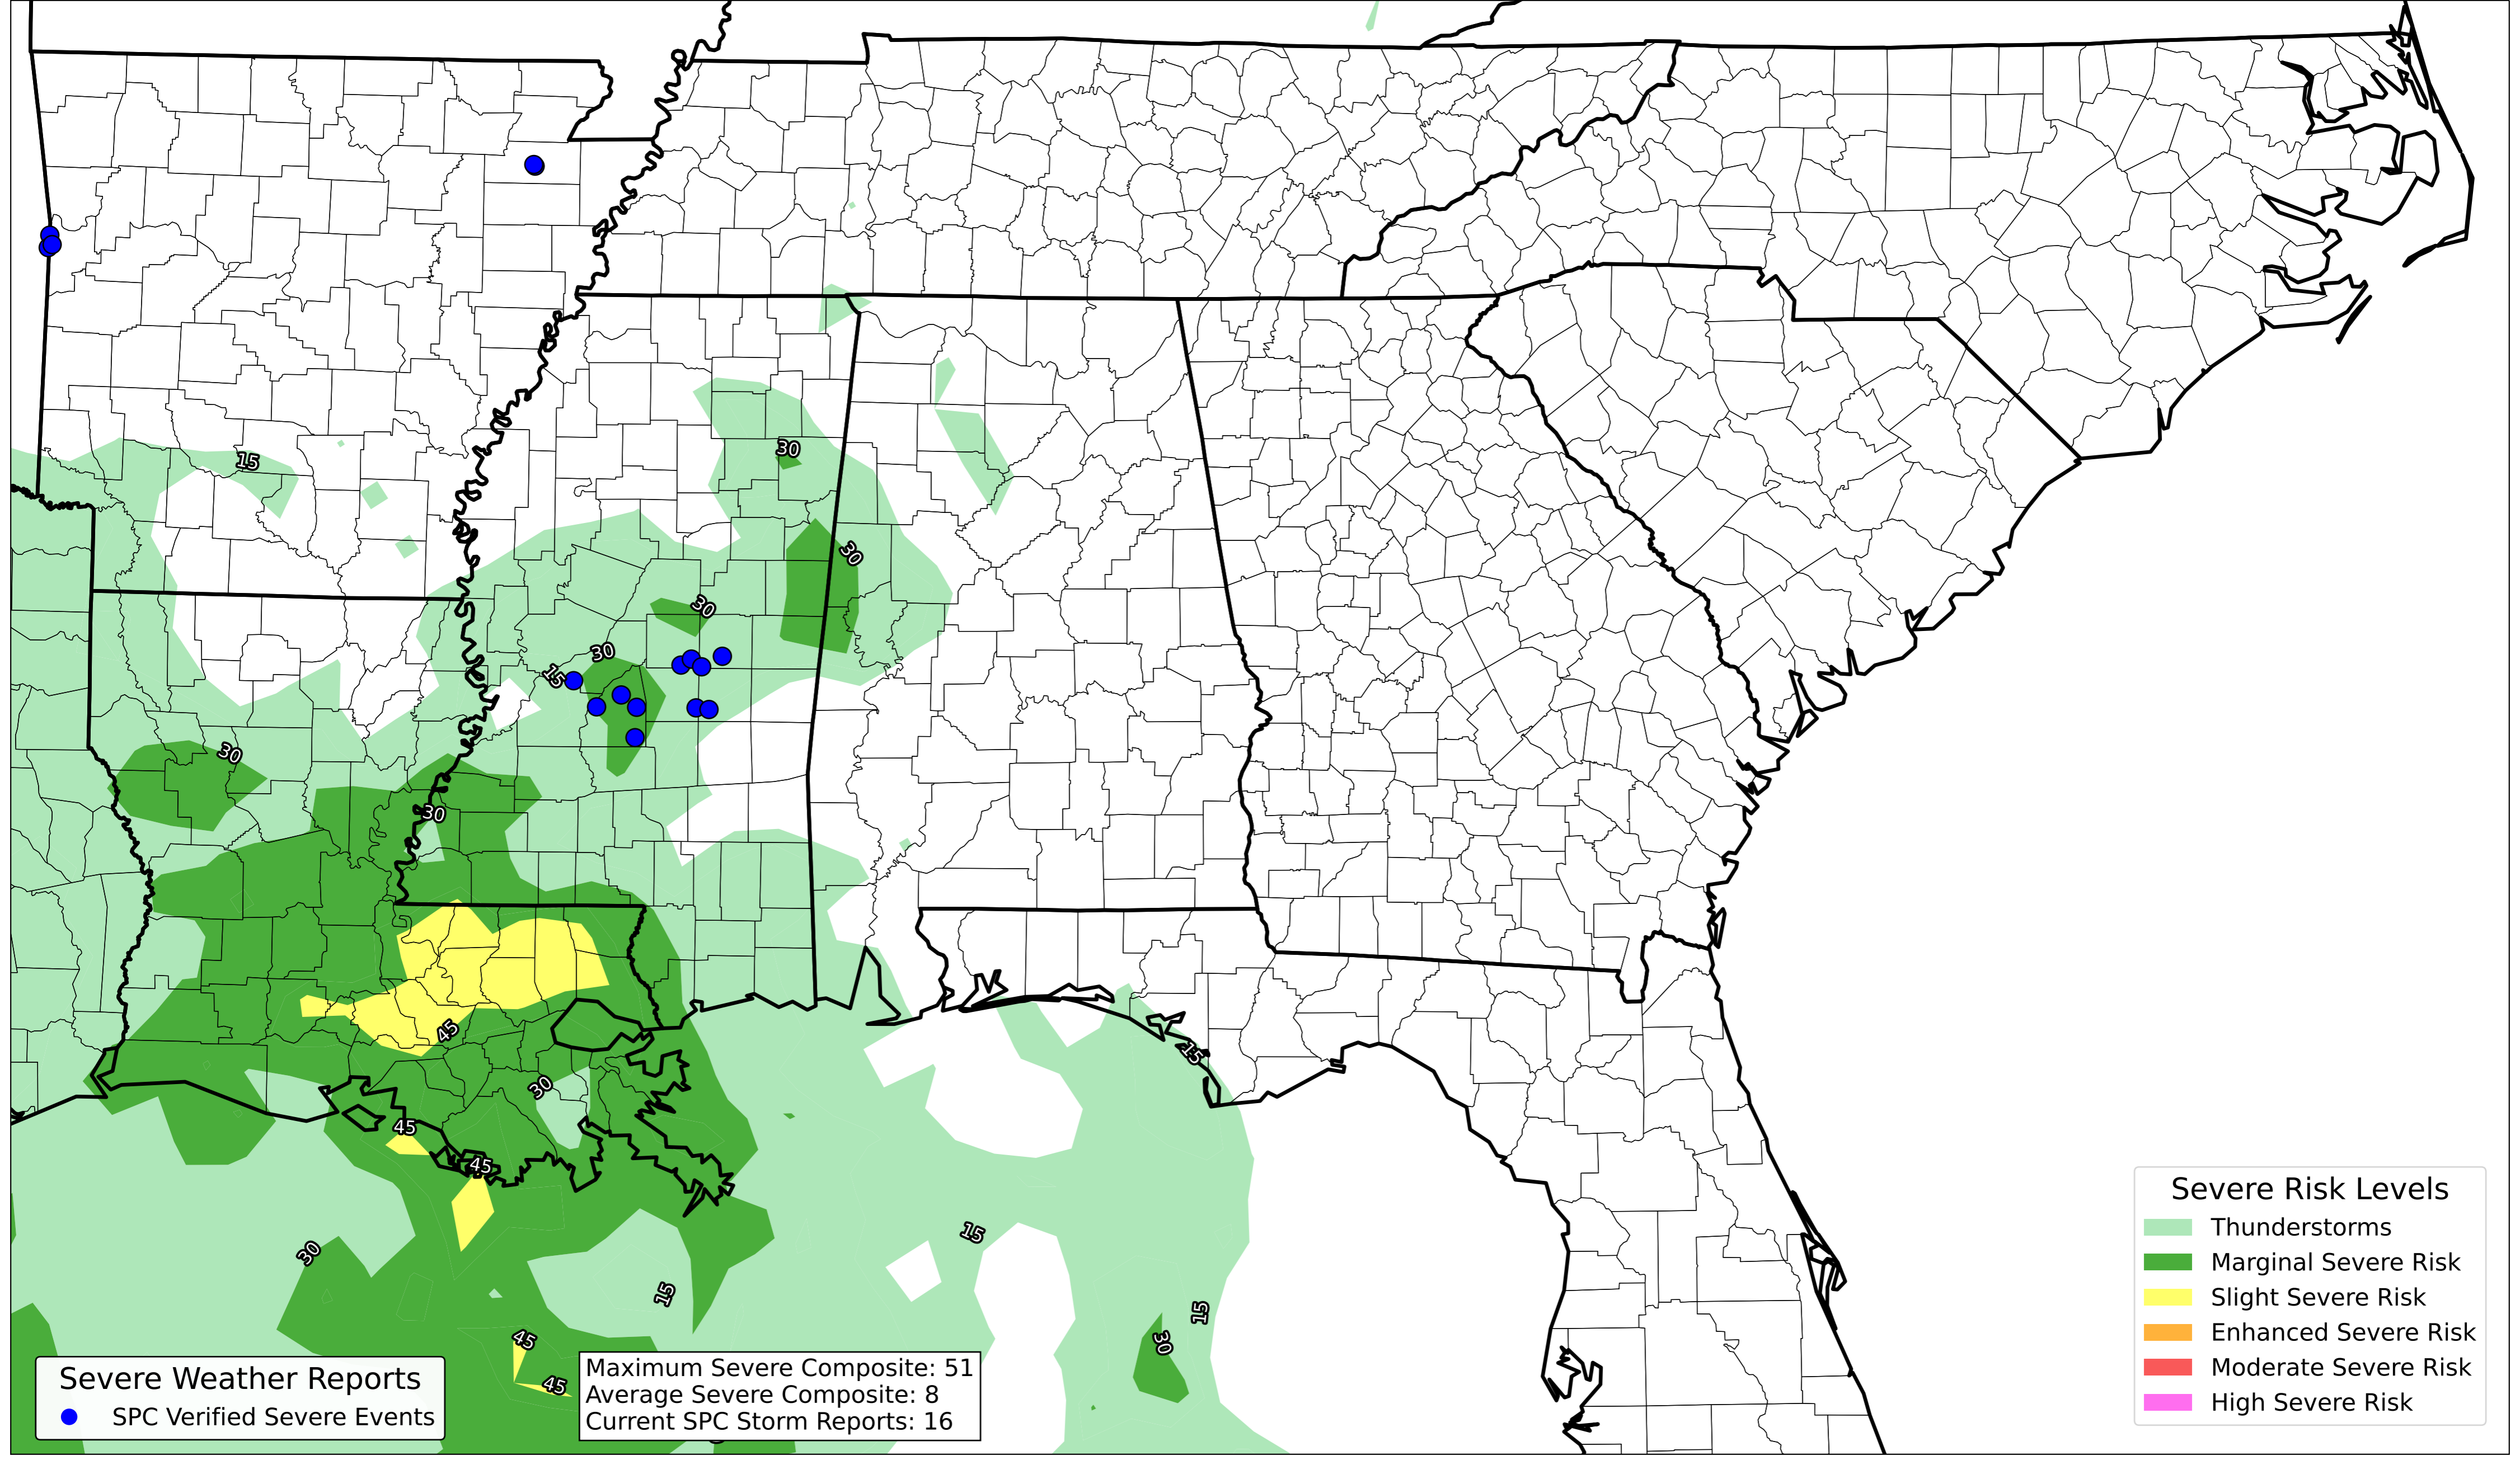 15
30
30
30
30
15
30
30
45
15
30
45
45
15
30
15
15
30
45
45
Severe Risk Levels
Thunderstorms
Marginal Severe Risk
Slight Severe Risk
Enhanced Severe Risk
Moderate Severe Risk
High Severe Risk
Severe Weather Reports
SPC Verified Severe Events
Maximum Severe Composite: 51
Average Severe Composite: 8
Current SPC Storm Reports: 16